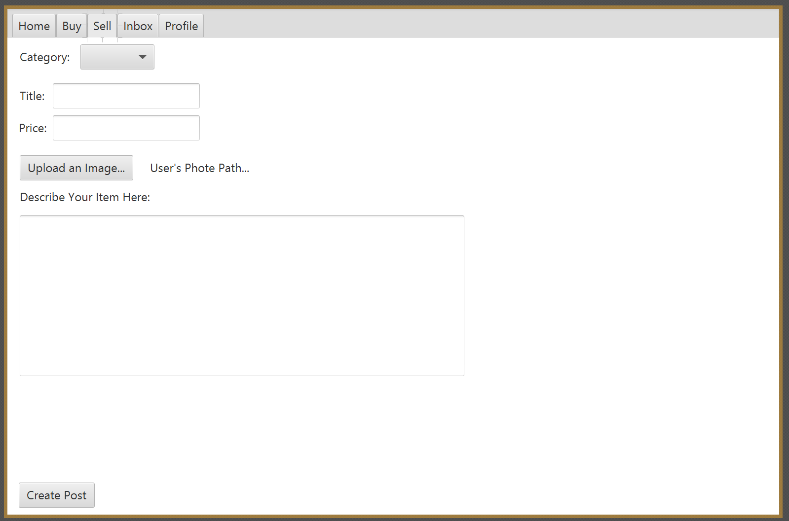 Home Buy Sell Inbox Profile
Category:
Title:
Price:
Upload an Image... User's Phote Path...
Describe Your Item Here:
Create Post